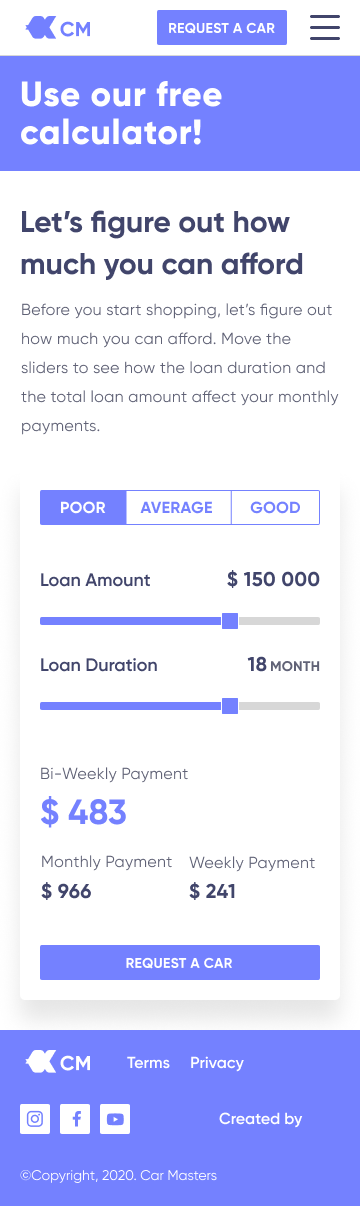 CM
REQUEST A CAR
Use our free
calculator!
Let’s figure out how
much you can afford
Before you start shopping, let’s figure out
how much you can afford. Move the
sliders to see how the loan duration and
the total loan amount affect your monthly
payments.
POOR AVERAGE GOOD
Loan Amount $ 150 000
Loan Duration 18 MONTH
Bi-Weekly Payment
$ 483
Monthly Payment Weekly Payment
$ 966 $ 241
REQUEST A CAR
CM Terms Privacy
Created by
©Copyright, 2020. Car Masters